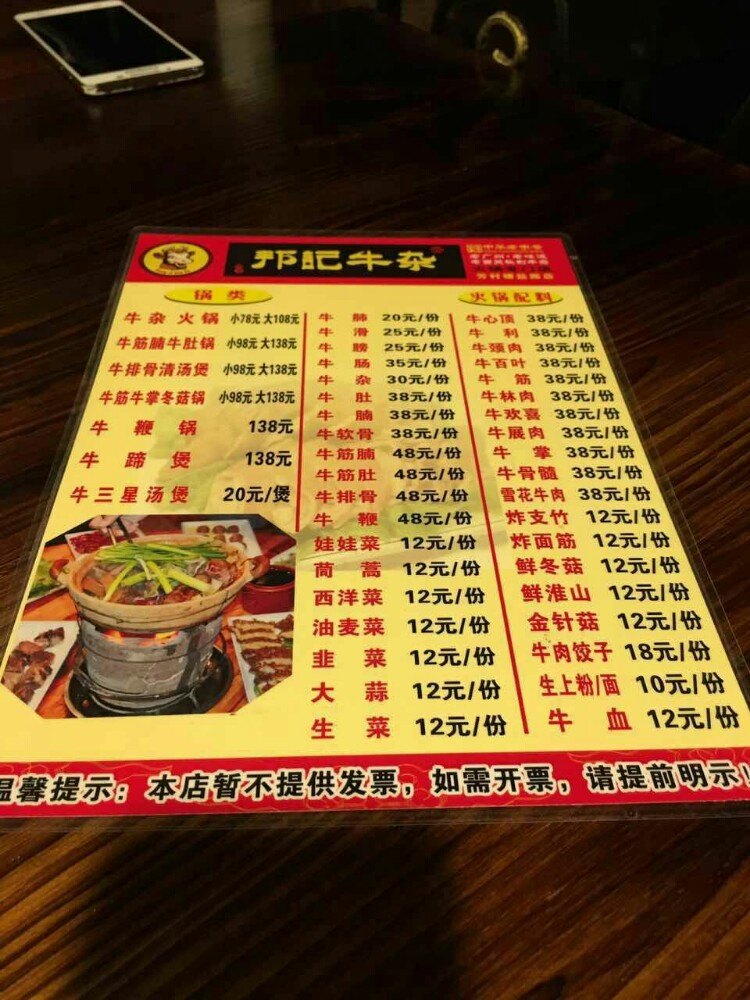 邦记牛杂
锅类
牛杂火锅 小78元 大108元
牛筋腩牛肚锅 小98元 大138元
牛排骨清汤煲 小98元 大138元
牛筋牛掌冬菇锅 小98元 大138元
牛鞭锅 138元
牛蹄煲 138元
牛三星汤煲 20元/煲
牛肺 20元/份
牛滑 25元/份
牛膀 25元/份
牛肠 35元/份
牛杂 30元/份
牛肚 38元/份
牛腩 38元/份
牛软骨 38元/份
牛筋腩 48元/份
牛筋肚 48元/份
牛排骨 48元/份
牛鞭 48元/份
娃娃菜 12元/份
茼蒿 12元/份
西洋菜 12元/份
油麦菜 12元/份
韭菜 12元/份
大蒜 12元/份
生菜 12元/份
火锅配料
牛心顶 38元/份
牛利 38元/份
牛颈肉 38元/份
牛百叶 38元/份
牛筋 38元/份
牛林肉 38元/份
牛欢喜 38元/份
牛展肉 38元/份
牛掌 38元/份
牛骨髓 38元/份
雪花牛肉 38元/份
炸支竹 12元/份
炸面筋 12元/份
鲜冬菇 12元/份
鲜淮山 12元/份
金针菇 12元/份
牛肉饺子 18元/份
生上粉/面 10元/份
牛血 12元/份
温馨提示：本店暂不提供发票，如需开票，请提前明示！